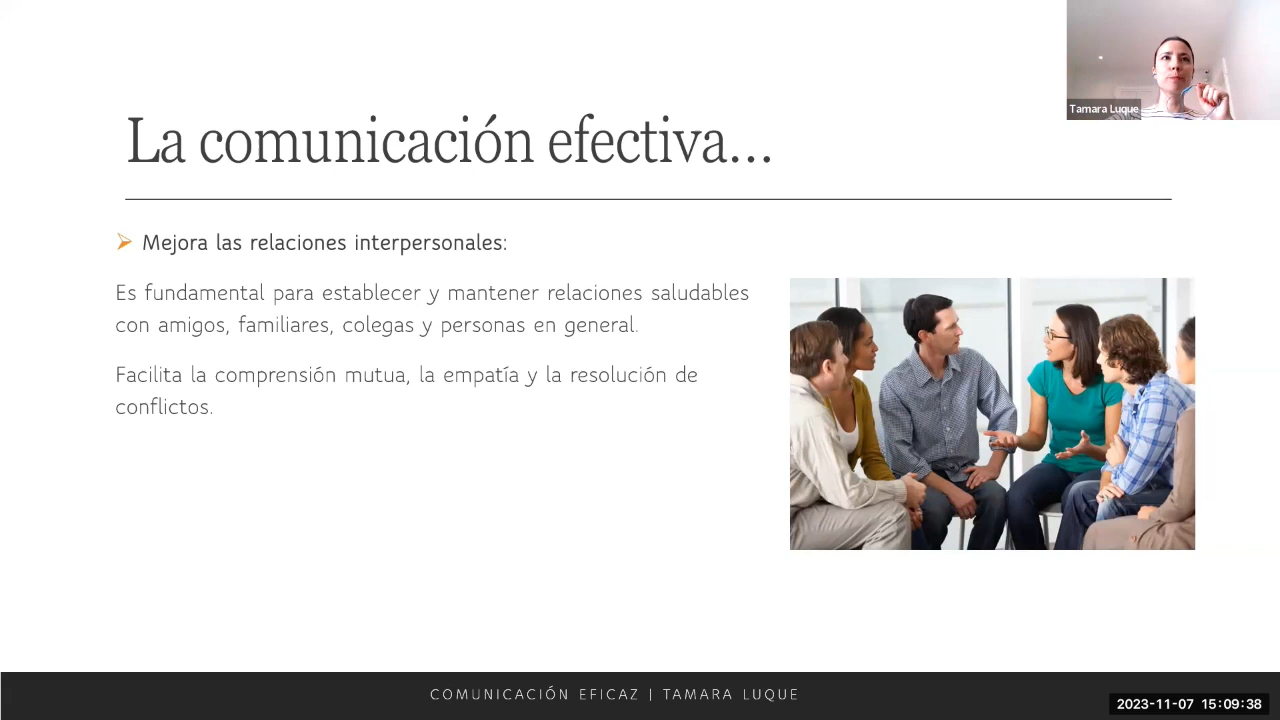 Tamara Luque
La comunicación efectiva...
Mejora las relaciones interpersonales:
Es fundamental para establecer y mantener relaciones saludables
con amigos, familiares, colegas y personas en general.
Facilita la comprensión mutua, la empatía y la resolución de
conflictos.
COMUNICACIÓN EFICAZ | TAMARA LUQUE
2023-11-07 15:09:38